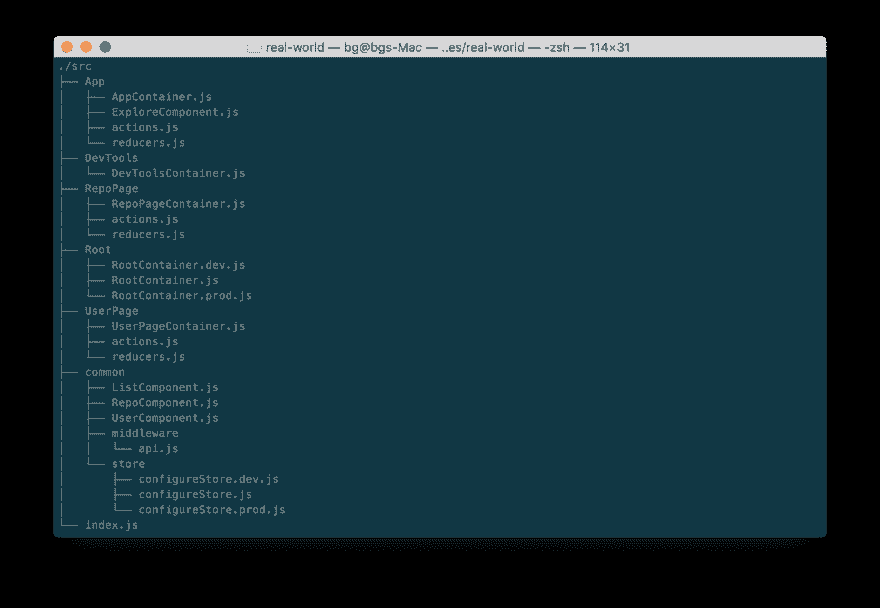 real-world — bg@bgs-Mac — ..es/real-world — -zsh — 114×31
./src
├── App
│   ├── AppContainer.js
│   ├── ExploreComponent.js
│   ├── actions.js
│   └── reducers.js
├── DevTools
│   └── DevToolsContainer.js
├── RepoPage
│   ├── RepoPageContainer.js
│   ├── actions.js
│   └── reducers.js
├── Root
│   ├── RootContainer.dev.js
│   ├── RootContainer.js
│   └── RootContainer.prod.js
├── UserPage
│   ├── UserPageContainer.js
│   ├── actions.js
│   └── reducers.js
├── common
│   ├── ListComponent.js
│   ├── RepoComponent.js
│   ├── UserComponent.js
│   ├── middleware
│   │   └── api.js
│   └── store
│       ├── configureStore.dev.js
│       ├── configureStore.js
│       └── configureStore.prod.js
└── index.js